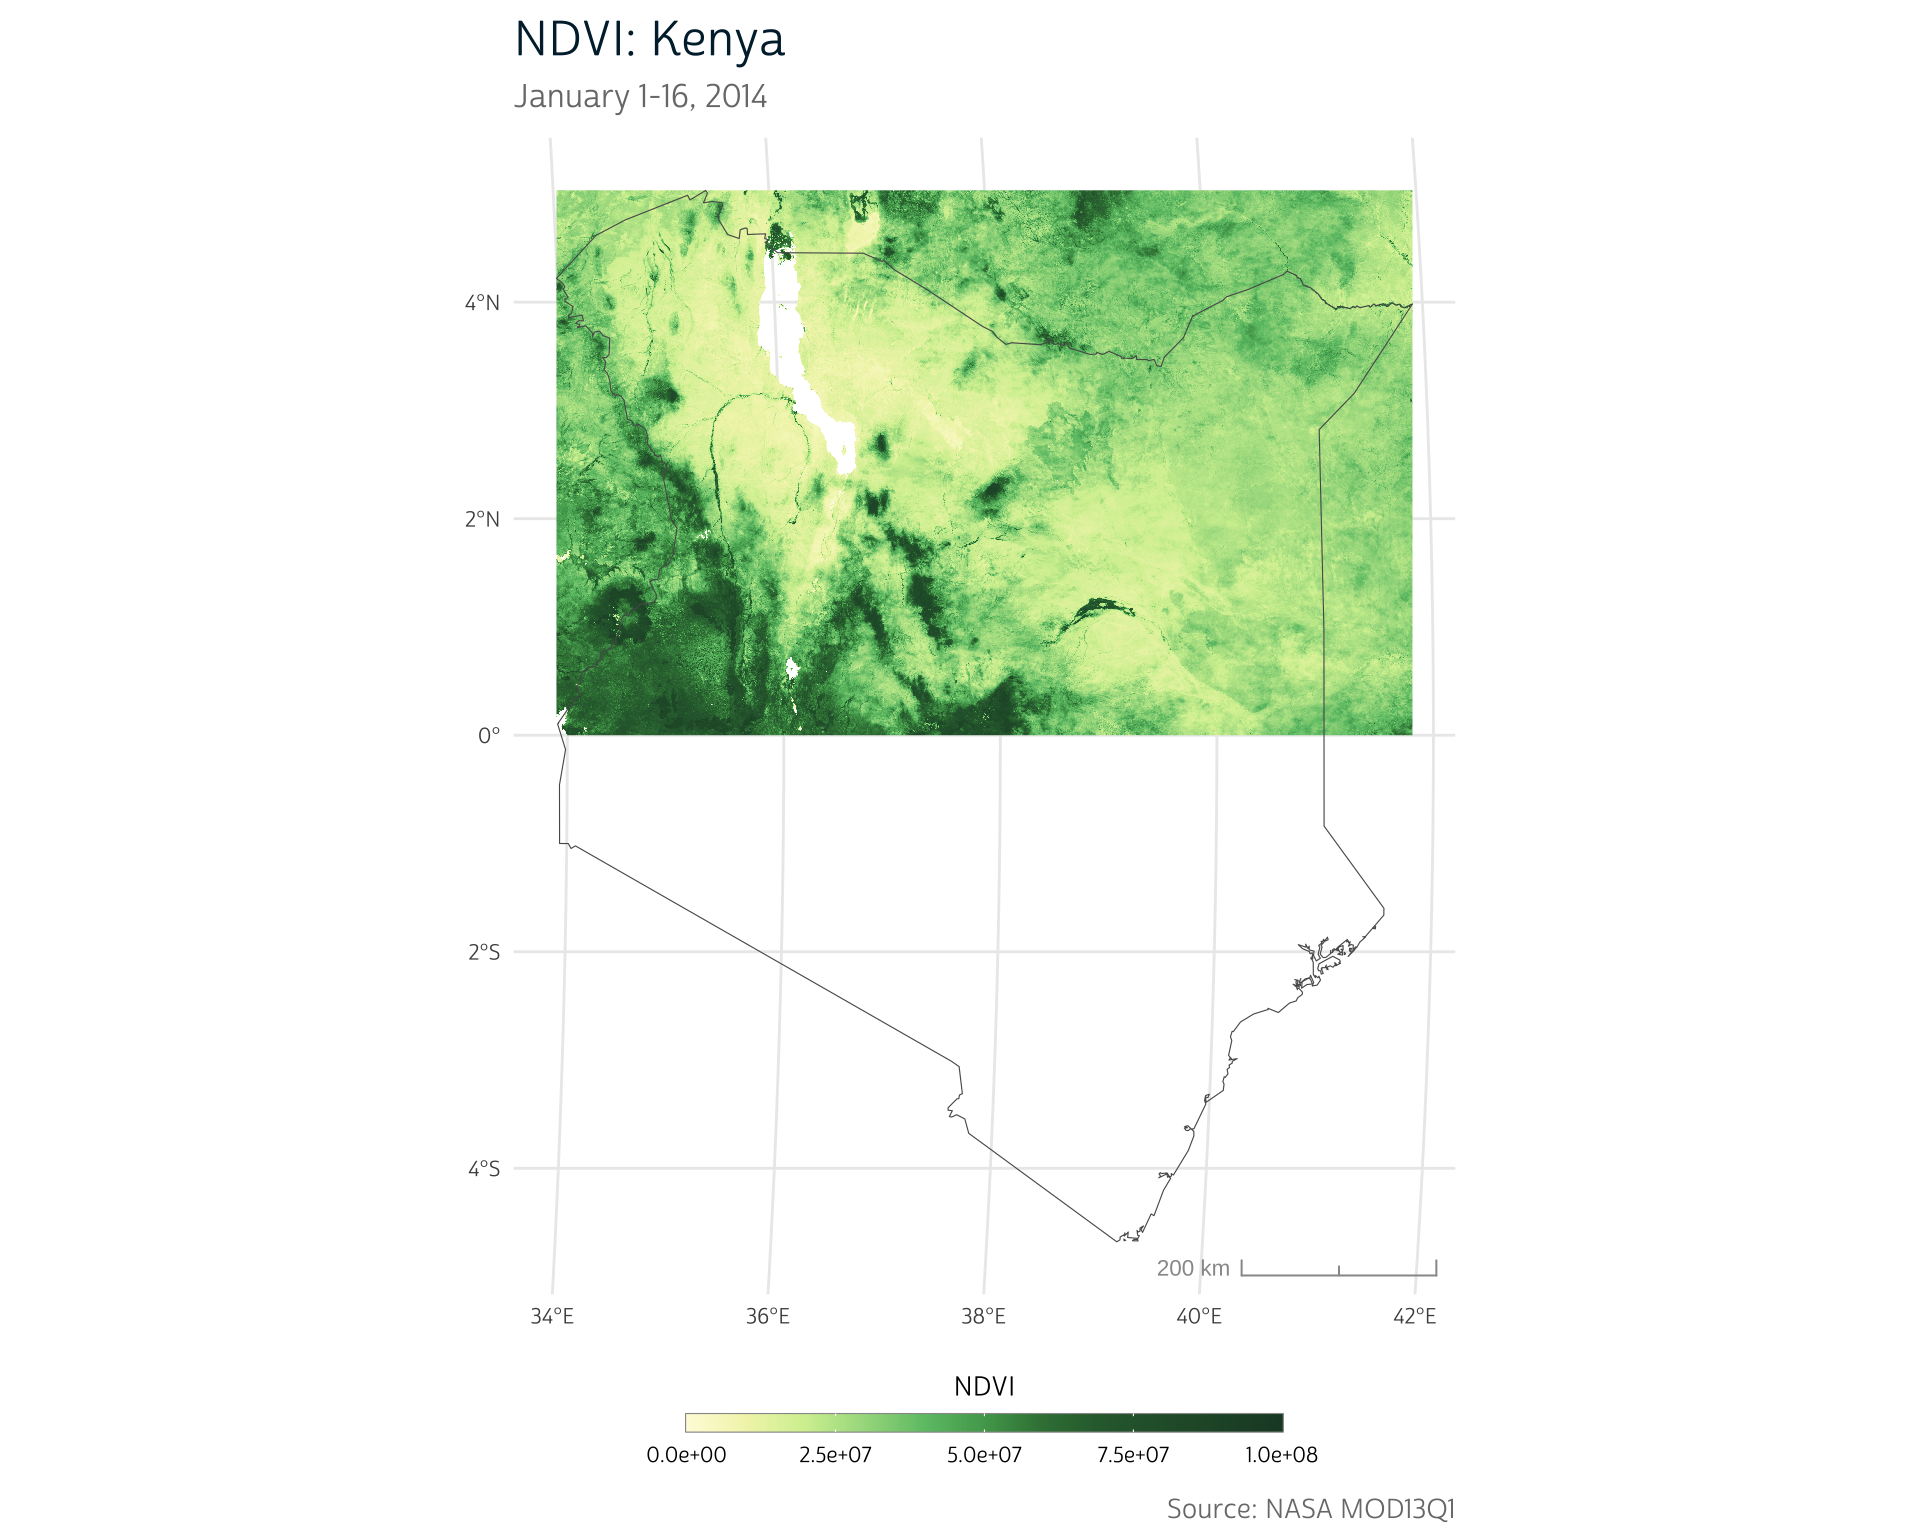 NDVI: Kenya
January 1-16, 2014
4°N
2°N
0°
2°S
4°S
200 km
34°E 36°E 38°E 40°E 42°E
NDVI
0.0e+00 2.5e+07 5.0e+07 7.5e+07 1.0e+08
Source: NASA MOD13Q1